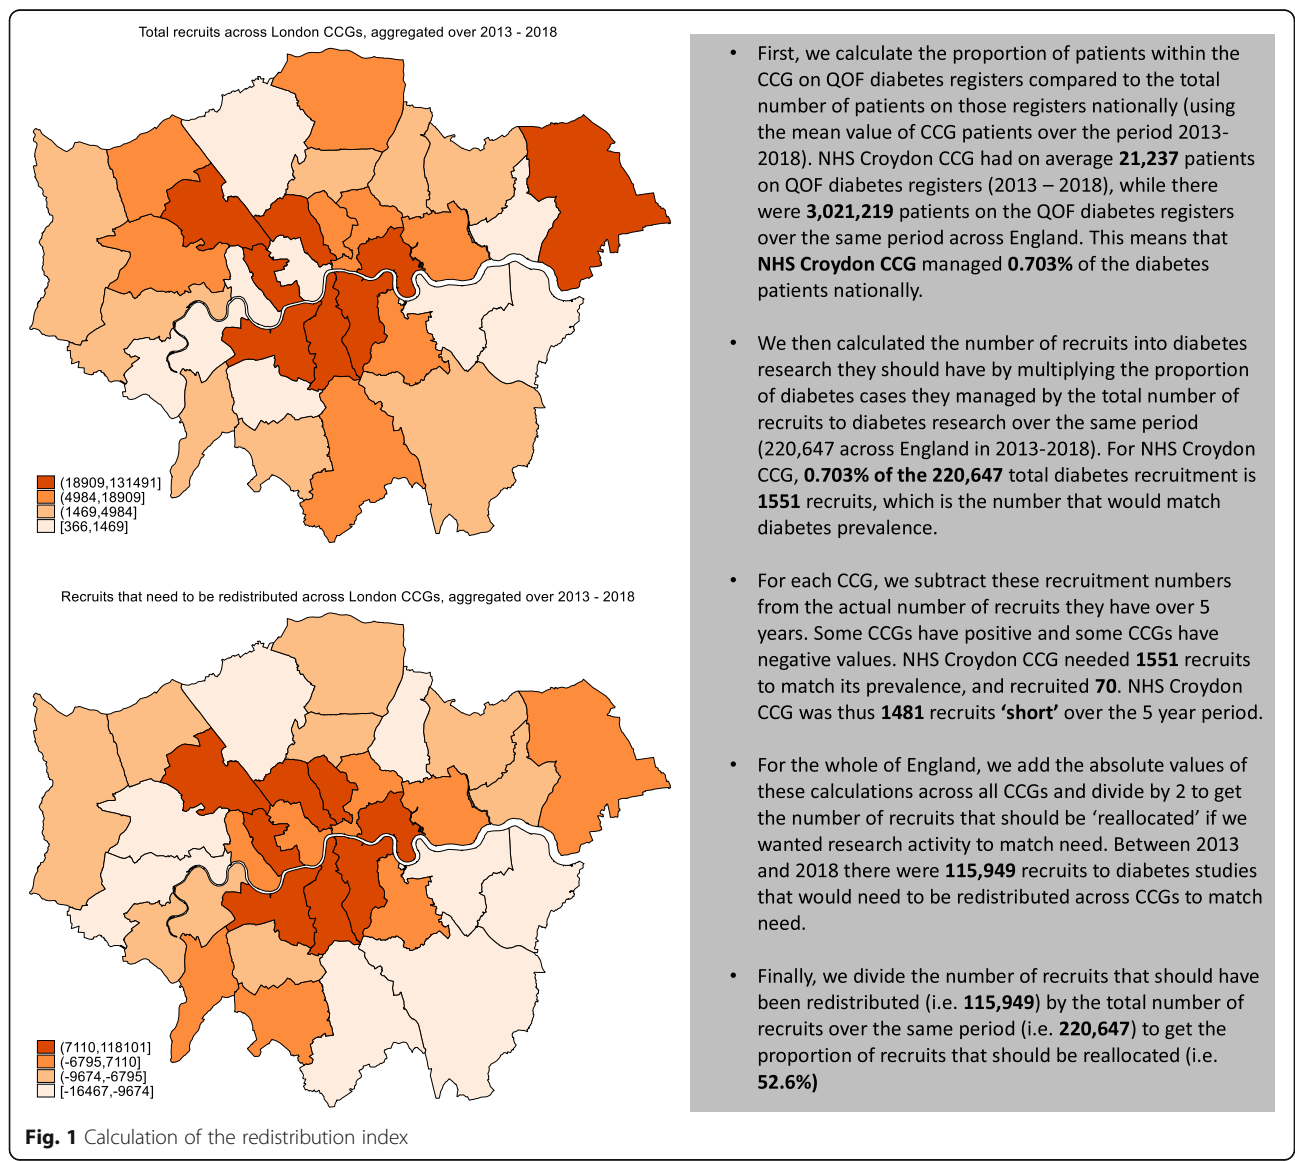 Total recruits across London CCGs, aggregated over 2013 - 2018
(18909,131491]
(4984,18909]
(1469,4984]
[366,1469]
Recruits that need to be redistributed across London CCGs, aggregated over 2013 - 2018
(7110,118101]
(-6795,7110]
(-9674,-6795]
[-16467,-9674]
• First, we calculate the proportion of patients within the
CCG on QOF diabetes registers compared to the total
number of patients on those registers nationally (using
the mean value of CCG patients over the period 2013-
2018). NHS Croydon CCG had on average 21,237 patients
on QOF diabetes registers (2013 – 2018), while there
were 3,021,219 patients on the QOF diabetes registers
over the same period across England. This means that
NHS Croydon CCG managed 0.703% of the diabetes
patients nationally.
• We then calculated the number of recruits into diabetes
research they should have by multiplying the proportion
of diabetes cases they managed by the total number of
recruits to diabetes research over the same period
(220,647 across England in 2013-2018). For NHS Croydon
CCG, 0.703% of the 220,647 total diabetes recruitment is
1551 recruits, which is the number that would match
diabetes prevalence.
• For each CCG, we subtract these recruitment numbers
from the actual number of recruits they have over 5
years. Some CCGs have positive and some CCGs have
negative values. NHS Croydon CCG needed 1551 recruits
to match its prevalence, and recruited 70. NHS Croydon
CCG was thus 1481 recruits ‘short’ over the 5 year period.
• For the whole of England, we add the absolute values of
these calculations across all CCGs and divide by 2 to get
the number of recruits that should be ‘reallocated’ if we
wanted research activity to match need. Between 2013
and 2018 there were 115,949 recruits to diabetes studies
that would need to be redistributed across CCGs to match
need.
• Finally, we divide the number of recruits that should have
been redistributed (i.e. 115,949) by the total number of
recruits over the same period (i.e. 220,647) to get the
proportion of recruits that should be reallocated (i.e.
52.6%)
Fig. 1 Calculation of the redistribution index